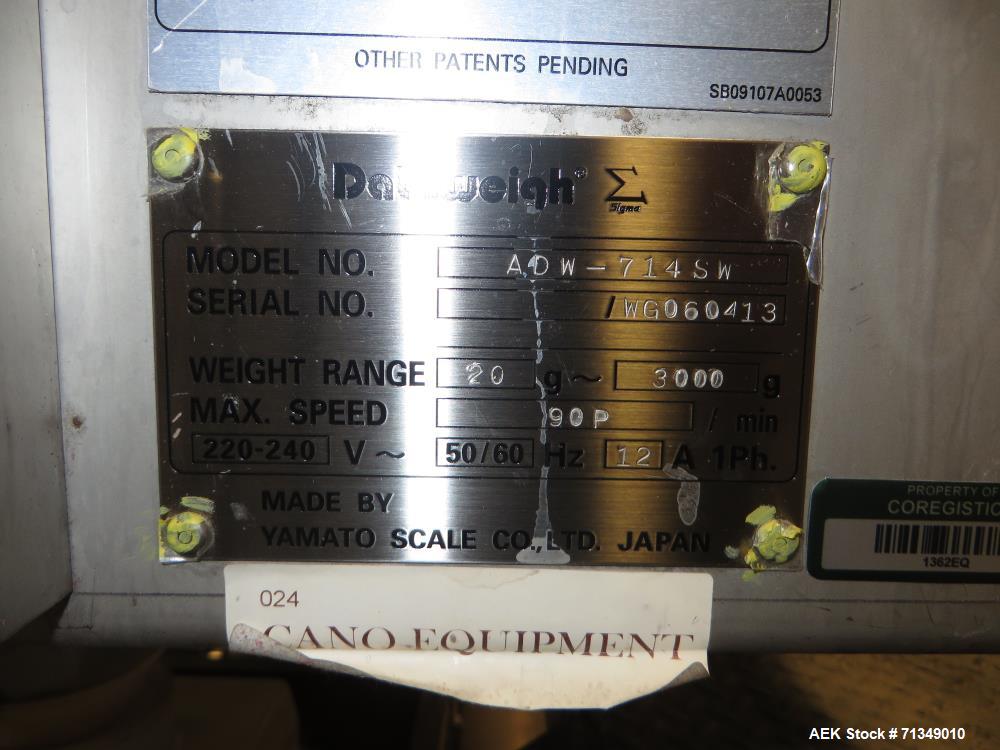 OTHER PATENTS PENDING
SB09107A0053
Dataweigh® Σ
Sigma
MODEL NO. ADW-714SW
SERIAL NO. /WG060413
WEIGHT RANGE 20 g ~ 3000 g
MAX. SPEED 90P / min
220-240 V ~ 50/60 Hz 12 A 1Ph.
MADE BY
YAMATO SCALE CO., LTD. JAPAN
PROPERTY OF
COREGISTIC
1362EQ
024
CANO EQUIPMENT
AEK Stock # 71349010